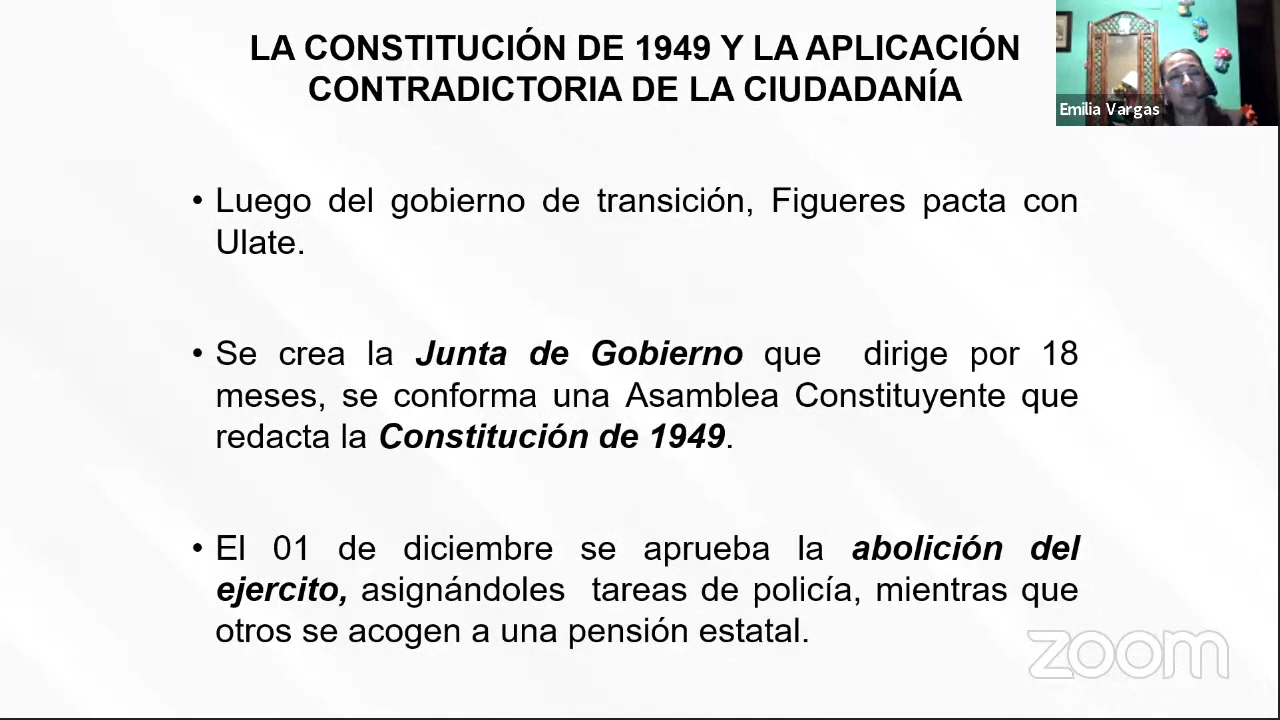 LA CONSTITUCIÓN DE 1949 Y LA APLICACIÓN
CONTRADICTORIA DE LA CIUDADANÍA
Emilia Vargas
• Luego del gobierno de transición, Figueres pacta con
Ulate.
• Se crea la Junta de Gobierno que dirige por 18
meses, se conforma una Asamblea Constituyente que
redacta la Constitución de 1949.
• El 01 de diciembre se aprueba la abolición del
ejercito, asignándoles tareas de policía, mientras que
otros se acogen a una pensión estatal.
zoom